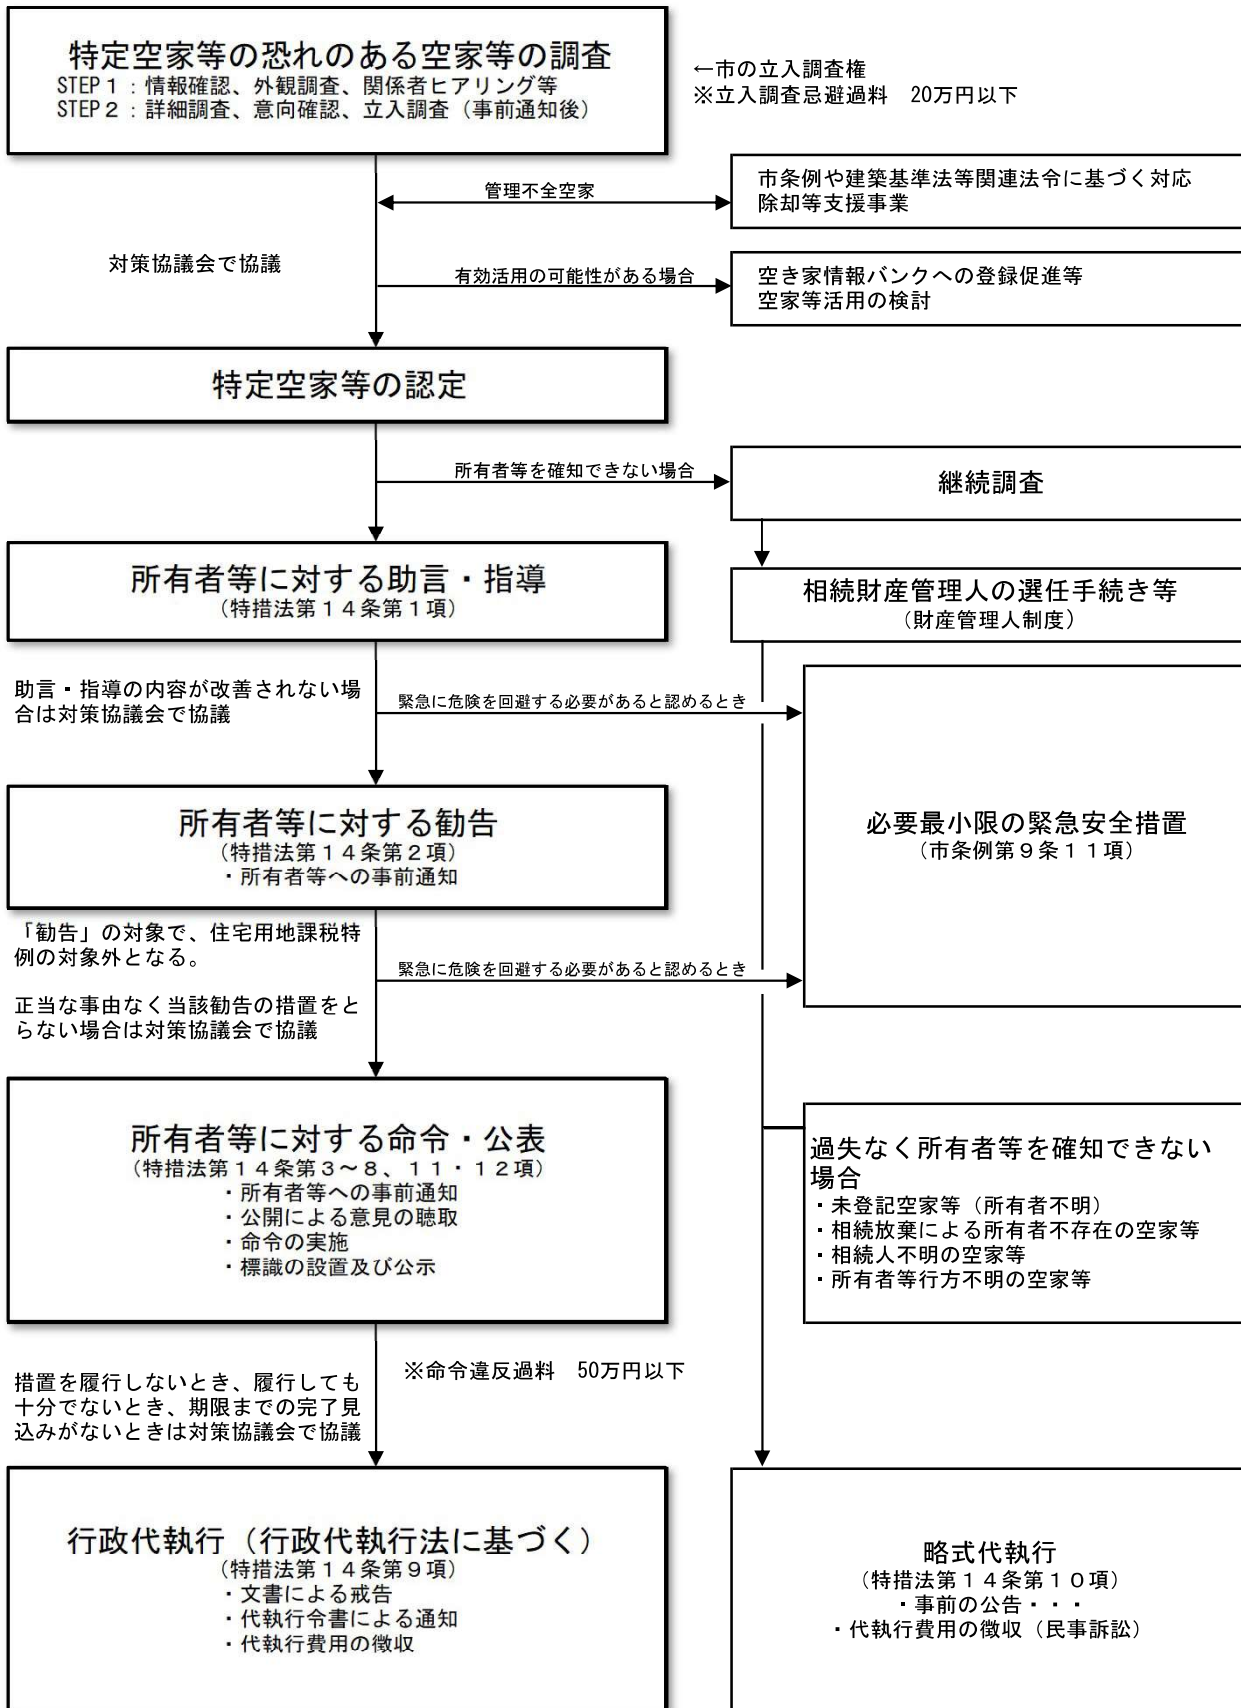 特定空家等の恐れのある空家等の調査
STEP１：情報確認、外観調査、関係者ヒアリング等
STEP２：詳細調査、意向確認、立入調査（事前通知後）
←市の立入調査権
※立入調査忌避過料　20万円以下
管理不全空家
市条例や建築基準法等関連法令に基づく対応
除却等支援事業
対策協議会で協議
有効活用の可能性がある場合
空き家情報バンクへの登録促進等
空家等活用の検討
特定空家等の認定
所有者等を確知できない場合
継続調査
所有者等に対する助言・指導
（特措法第１４条第１項）
相続財産管理人の選任手続き等
（財産管理人制度）
助言・指導の内容が改善されない場
合は対策協議会で協議
緊急に危険を回避する必要があると認めるとき
必要最小限の緊急安全措置
（市条例第９条１１項）
所有者等に対する勧告
（特措法第１４条第２項）
・所有者等への事前通知
「勧告」の対象で、住宅用地課税特
例の対象外となる。
緊急に危険を回避する必要があると認めるとき
正当な事由なく当該勧告の措置をと
らない場合は対策協議会で協議
所有者等に対する命令・公表
（特措法第１４条第３～８、１１・１２項）
・所有者等への事前通知
・公開による意見の聴取
・命令の実施
・標識の設置及び公示
過失なく所有者等を確知できない
場合
・未登記空家等（所有者不明）
・相続放棄による所有者不存在の空家等
・相続人不明の空家等
・所有者等行方不明の空家等
※命令違反過料　50万円以下
措置を履行しないとき、履行しても
十分でないとき、期限までの完了見
込みがないときは対策協議会で協議
行政代執行（行政代執行法に基づく）
（特措法第１４条第９項）
・文書による戒告
・代執行令書による通知
・代執行費用の徴収
略式代執行
（特措法第１４条第１０項）
・事前の公告・・・
・代執行費用の徴収（民事訴訟）